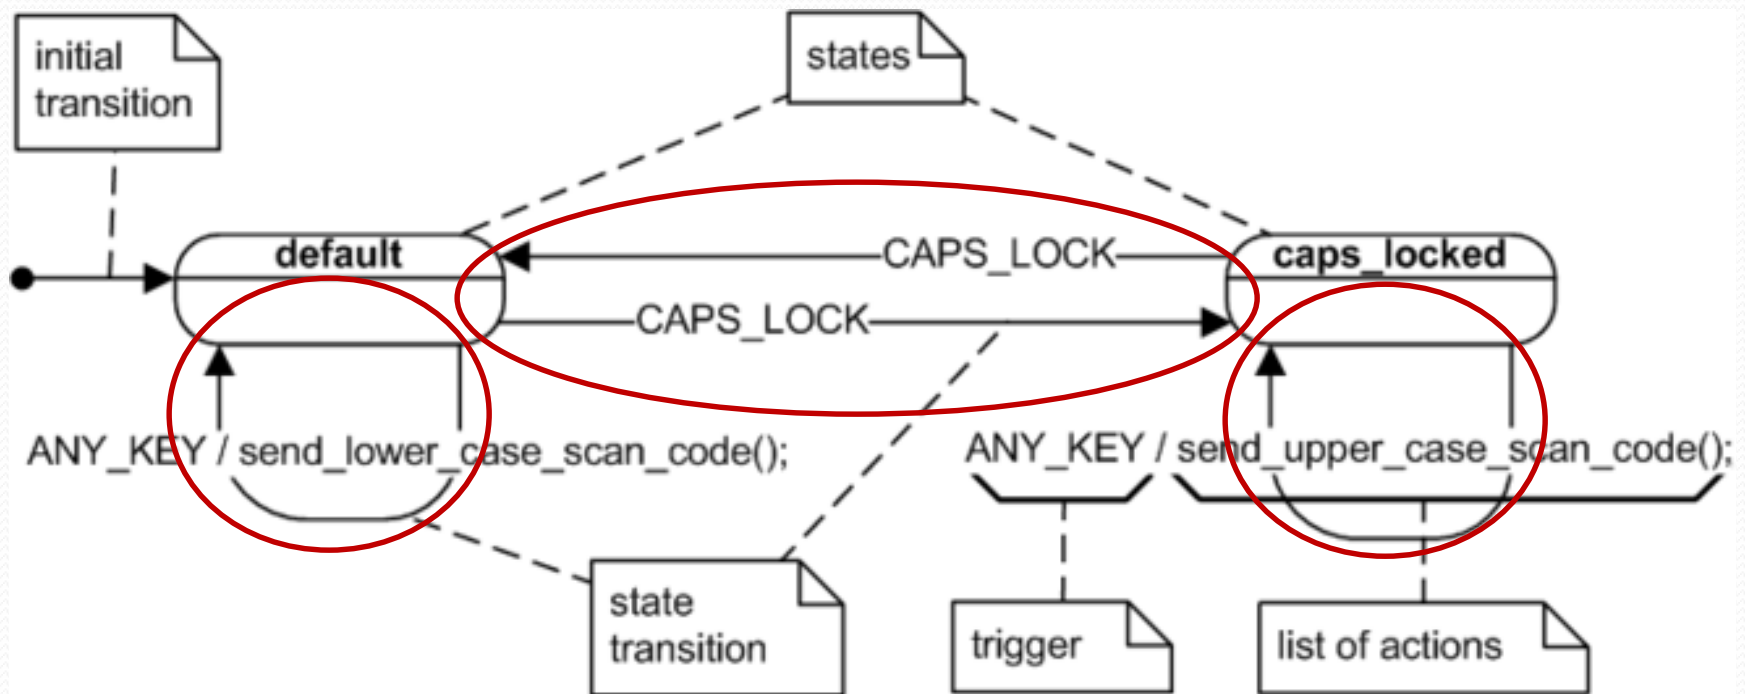 initial
transition
states
default
CAPS_LOCK
caps_locked
CAPS_LOCK
ANY_KEY / send_lower_case_scan_code();
ANY_KEY / send_upper_case_scan_code();
state
transition
trigger
list of actions